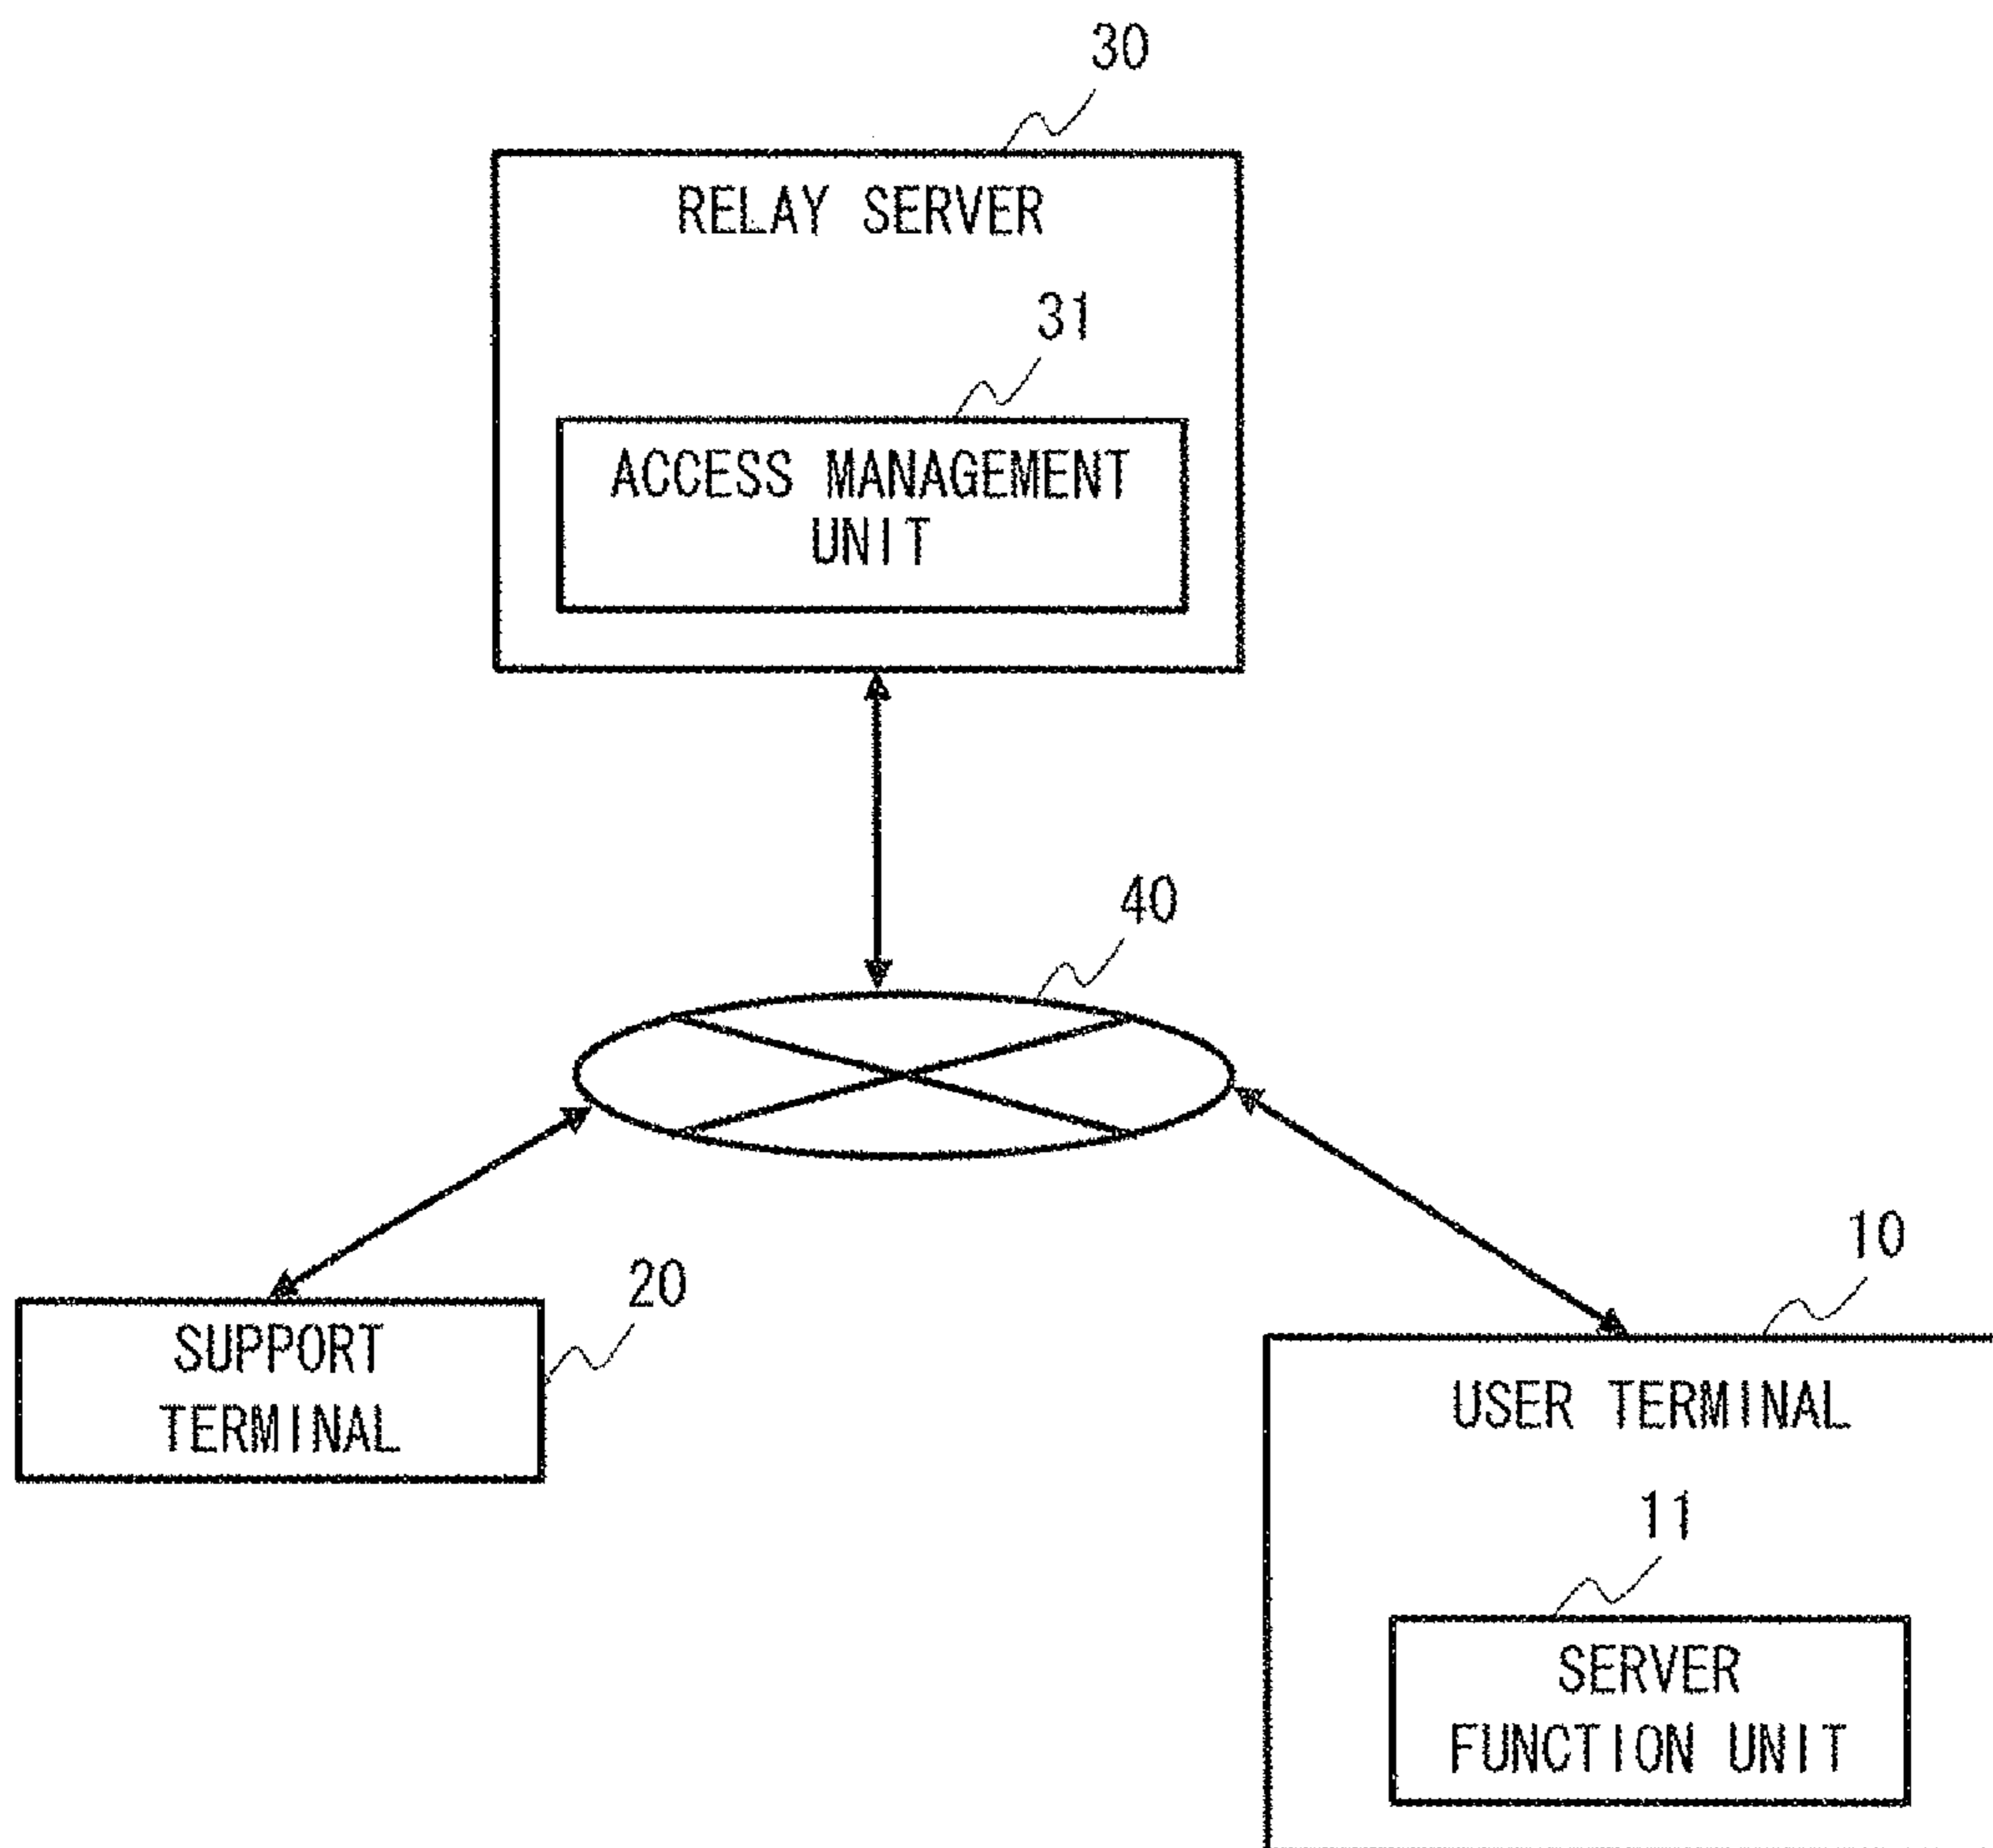 30
RELAY SERVER
31
ACCESS MANAGEMENT
UNIT
40
20
SUPPORT
TERMINAL
10
USER TERMINAL
11
SERVER
FUNCTION UNIT